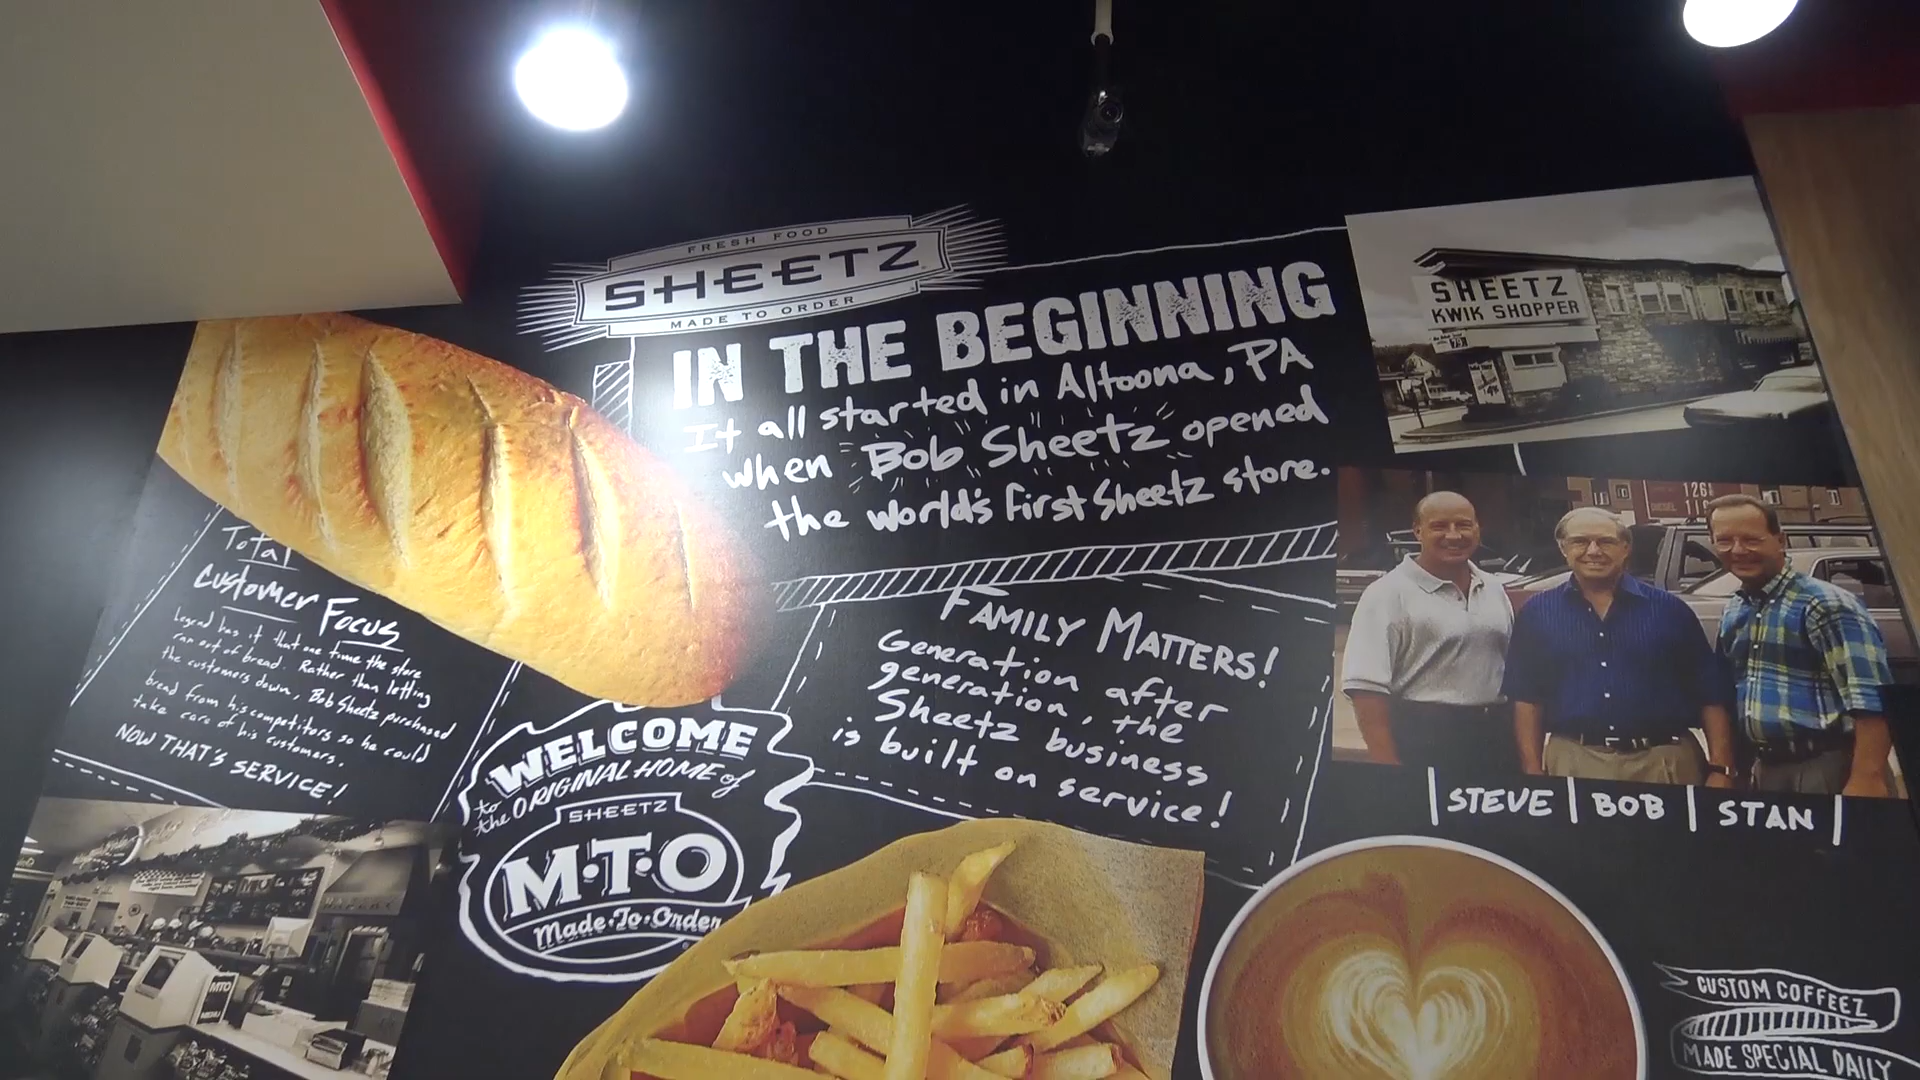 FRESH FOOD
SHEETZ
MADE TO ORDER
IN THE BEGINNING
It all started in Altoona, PA
when Bob Sheetz opened
the world's first Sheetz store.
SHEETZ
KWIK SHOPPER
Total
Customer Focus
Legend has it that one time the store
ran out of bread. Rather than letting
the customers down, Bob Sheetz purchased
bread from his competitors so he could
take care of his customers.
NOW THAT'S SERVICE!
FAMILY MATTERS!
Generation after
generation, the
Sheetz business
is built on service!
STEVE BOB STAN
WELCOME
to the ORIGINAL HOME of
SHEETZ
M·T·O
Made·To·Order
MTO
MENU
CUSTOM COFFEEZ
MADE SPECIAL DAILY